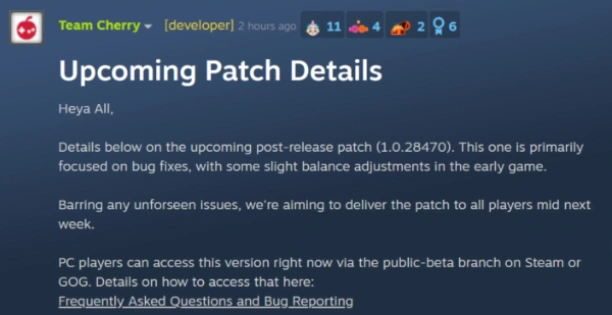 Team Cherry [developer] 2 hours ago 11 4 2 6
Upcoming Patch Details
Heya All,
Details below on the upcoming post-release patch (1.0.28470). This one is primarily
focused on bug fixes, with some slight balance adjustments in the early game.
Barring any unforseen issues, we're aiming to deliver the patch to all players mid next
week.
PC players can access this version right now via the public-beta branch on Steam or
GOG. Details on how to access that here:
Frequently Asked Questions and Bug Reporting